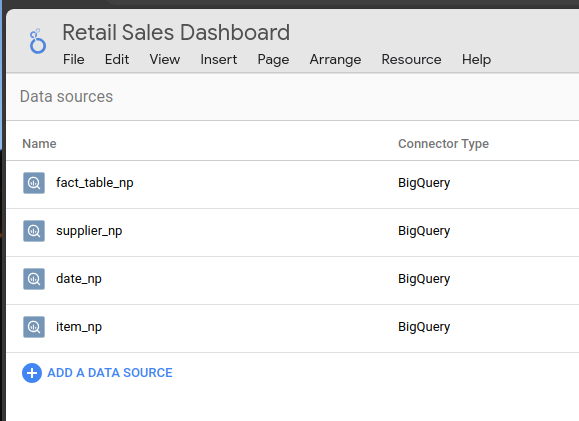 Retail Sales Dashboard
File Edit View Insert Page Arrange Resource Help
Data sources
Name Connector Type
fact_table_np BigQuery
supplier_np BigQuery
date_np BigQuery
item_np BigQuery
ADD A DATA SOURCE